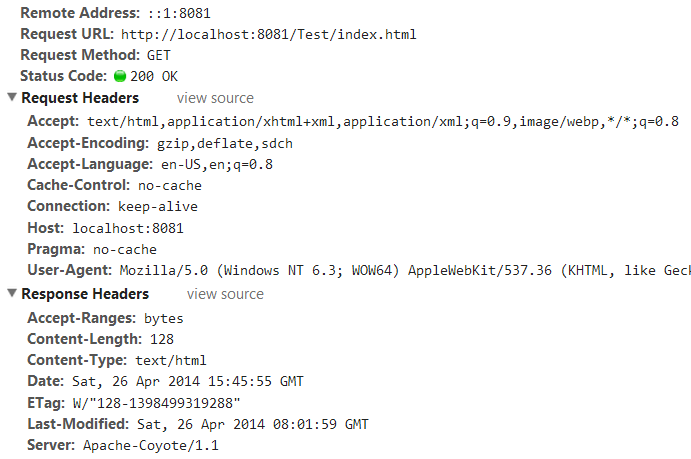 Remote Address: ::1:8081
Request URL: http://localhost:8081/Test/index.html
Request Method: GET
Status Code: 200 OK
Request Headers view source
Accept: text/html,application/xhtml+xml,application/xml;q=0.9,image/webp,*/*;q=0.8
Accept-Encoding: gzip,deflate,sdch
Accept-Language: en-US,en;q=0.8
Cache-Control: no-cache
Connection: keep-alive
Host: localhost:8081
Pragma: no-cache
User-Agent: Mozilla/5.0 (Windows NT 6.3; WOW64) AppleWebKit/537.36 (KHTML, like Geck
Response Headers view source
Accept-Ranges: bytes
Content-Length: 128
Content-Type: text/html
Date: Sat, 26 Apr 2014 15:45:55 GMT
ETag: W/"128-1398499319288"
Last-Modified: Sat, 26 Apr 2014 08:01:59 GMT
Server: Apache-Coyote/1.1